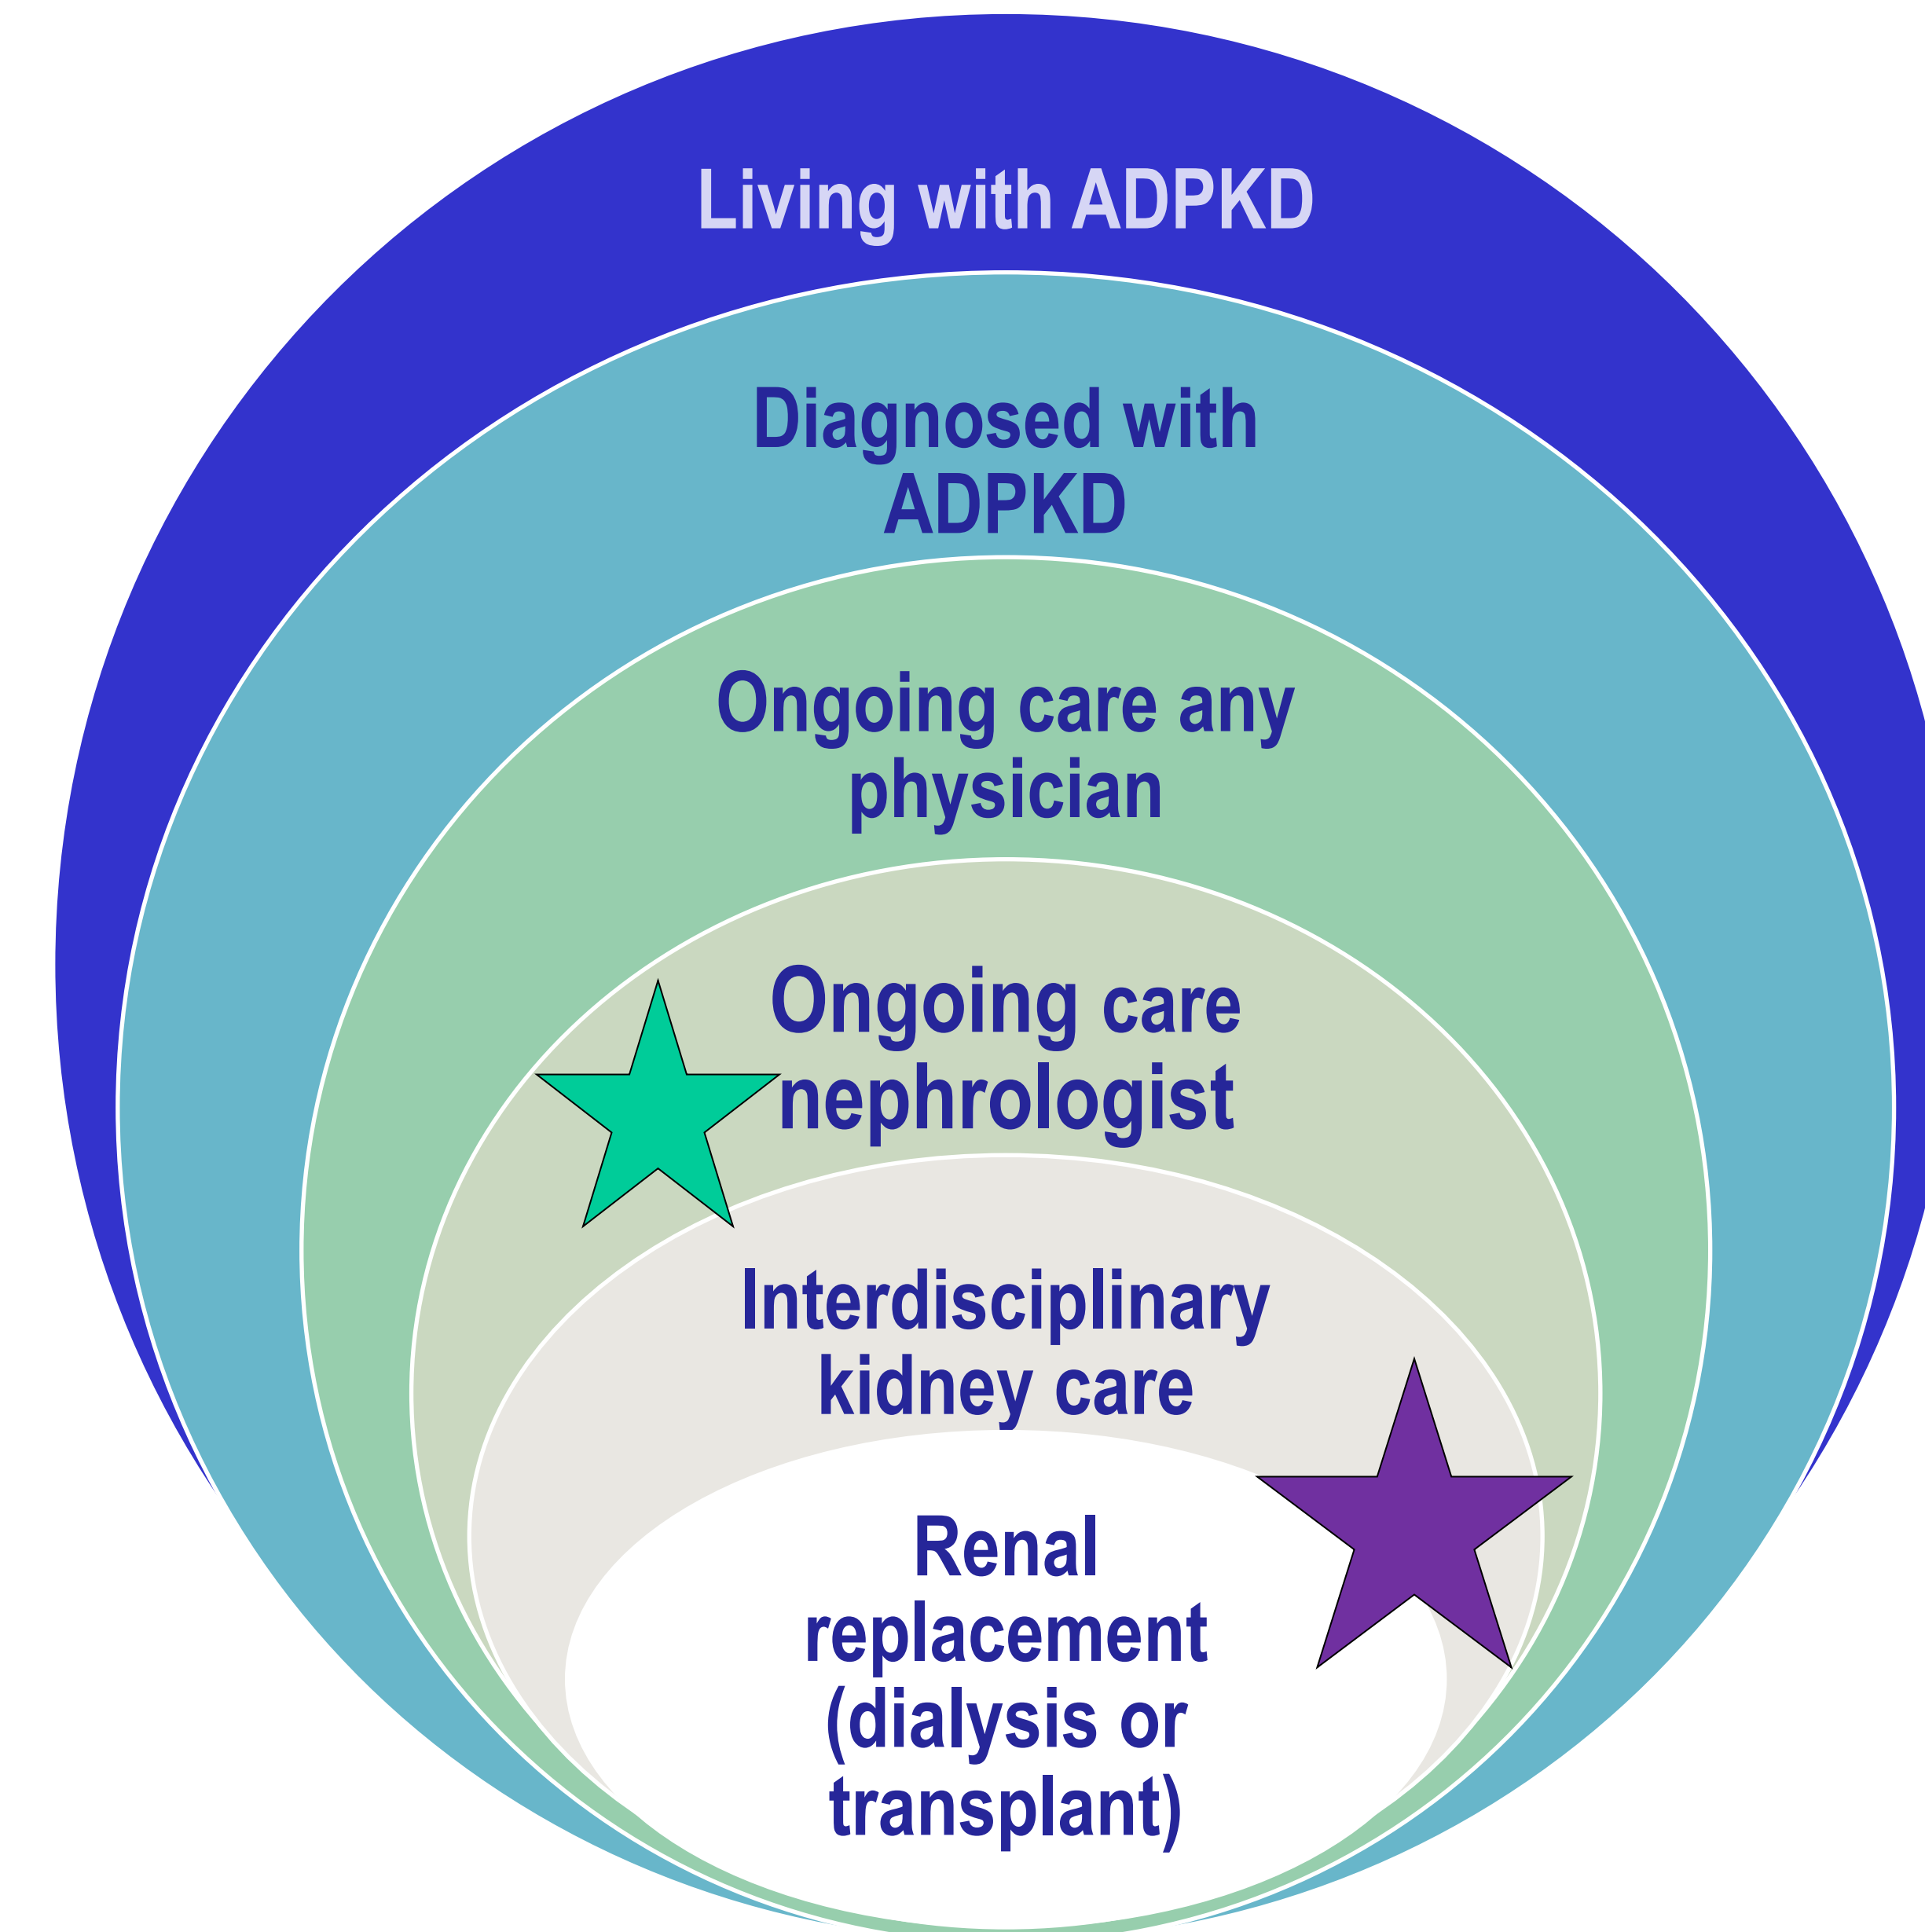 Living with ADPKD
Diagnosed with
ADPKD
Ongoing care any
physician
Ongoing care
nephrologist
Interdisciplinary
kidney care
Renal
replacement
(dialysis or
transplant)